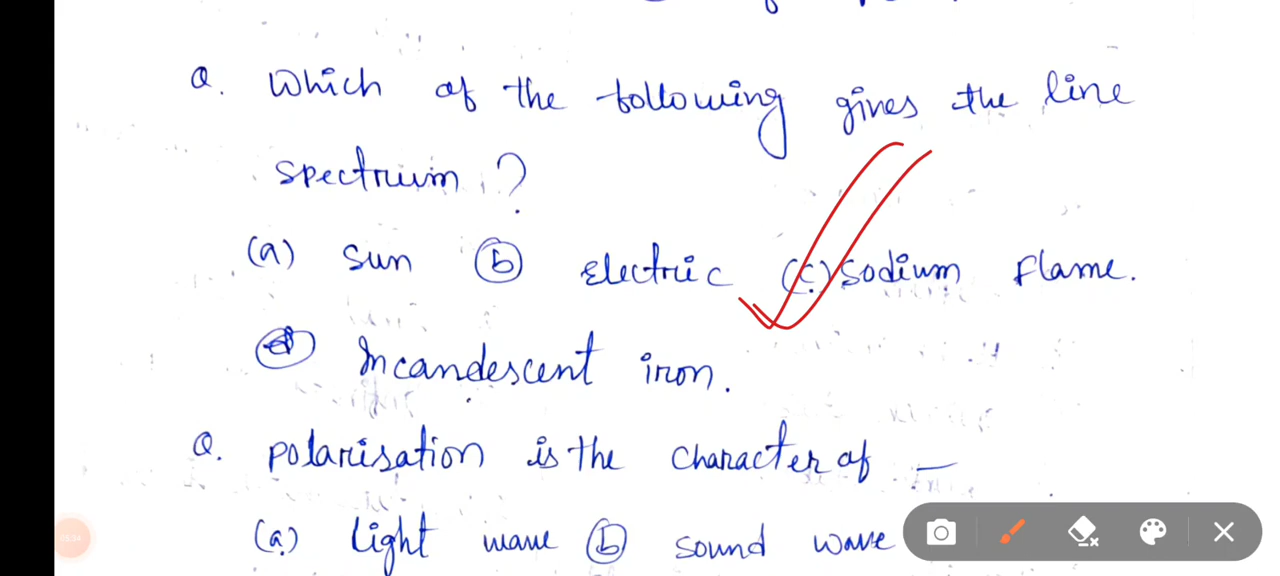 Q. Which of the following gives the line
spectrum ?
(a) sun (b) Electric (c) Sodium Flame.
(d) Incandescent iron.
Q. polarisation is the character of —
(a) light wave (b) sound wave